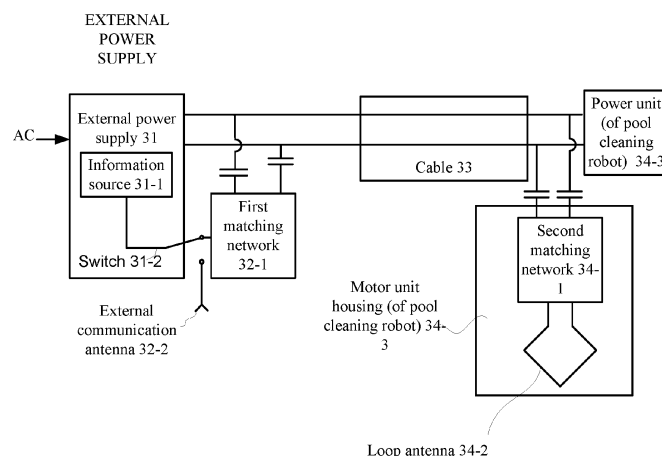 EXTERNAL
POWER
SUPPLY
AC
External power
supply 31
Information
source 31-1
Switch 31-2
First
matching
network
32-1
External
communication
antenna 32-2
Cable 33
Power unit
(of pool
cleaning
robot) 34-3
Motor unit
housing (of pool
cleaning robot) 34-
3
Second
matching
network 34-
1
Loop antenna 34-2